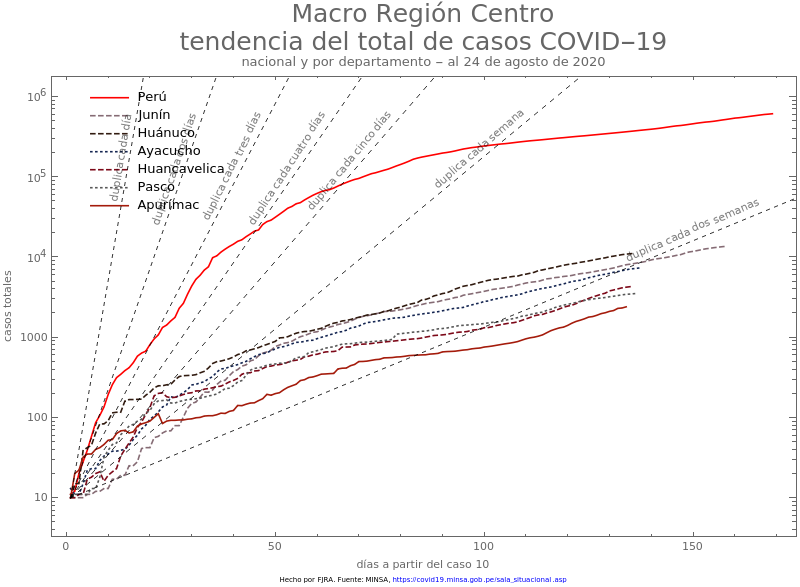 Macro Región Centro
tendencia del total de casos COVID−19
nacional y por departamento − al 24 de agosto de 2020
Perú
Junín
Huánuco
Ayacucho
Huancavelica
Pasco
Apurímac
duplica cada día
duplica cada dos días
duplica cada tres días
duplica cada cuatro días
duplica cada cinco días
duplica cada semana
duplica cada dos semanas
casos totales
10^6
10^5
10^4
1000
100
10
0 50 100 150
días a partir del caso 10
Hecho por FJRA. Fuente: MINSA, https://covid19.minsa.gob.pe/sala_situacional.asp